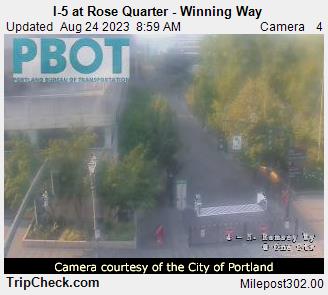 I-5 at Rose Quarter - Winning Way
Updated Aug 24 2023 8:59 AM Camera 4
PBOT
PORTLAND BUREAU OF TRANSPORTATION
Camera courtesy of the City of Portland
TripCheck.com Milepost302.00